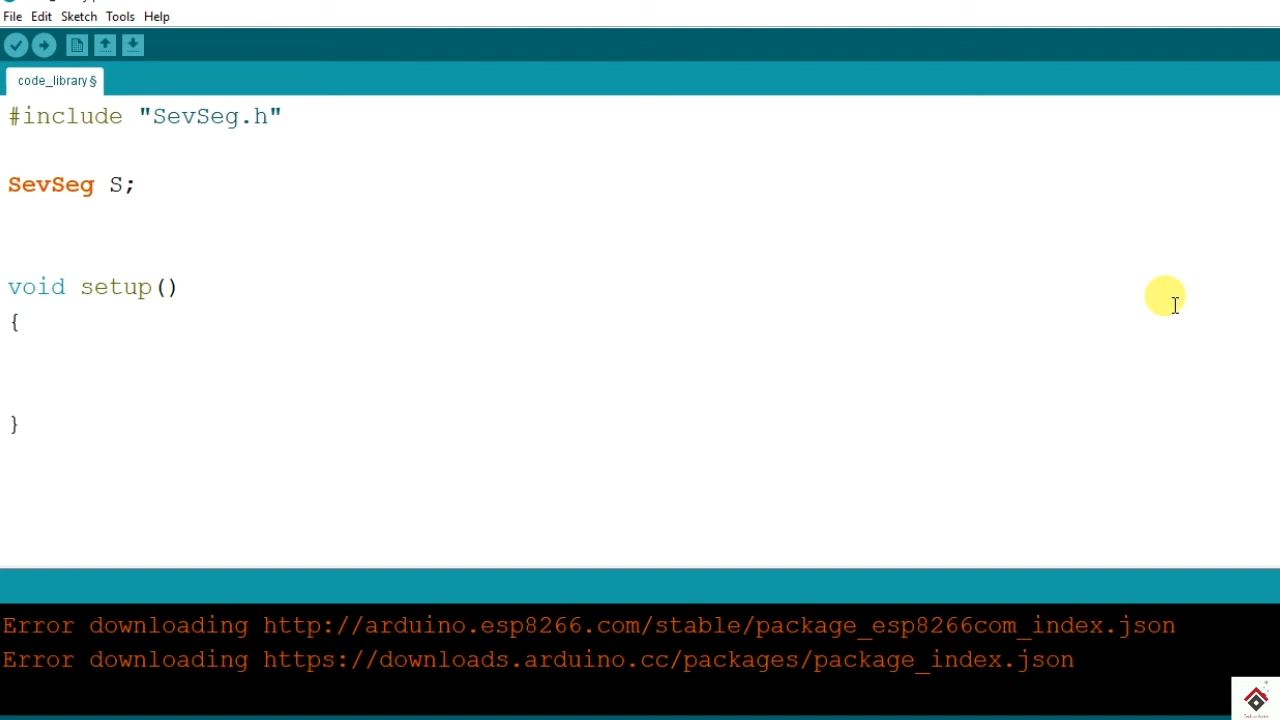 File Edit Sketch Tools Help
code_library §
#include "SevSeg.h"
SevSeg S;
void setup()
{
}
Error downloading http://arduino.esp8266.com/stable/package_esp8266com_index.json
Error downloading https://downloads.arduino.cc/packages/package_index.json